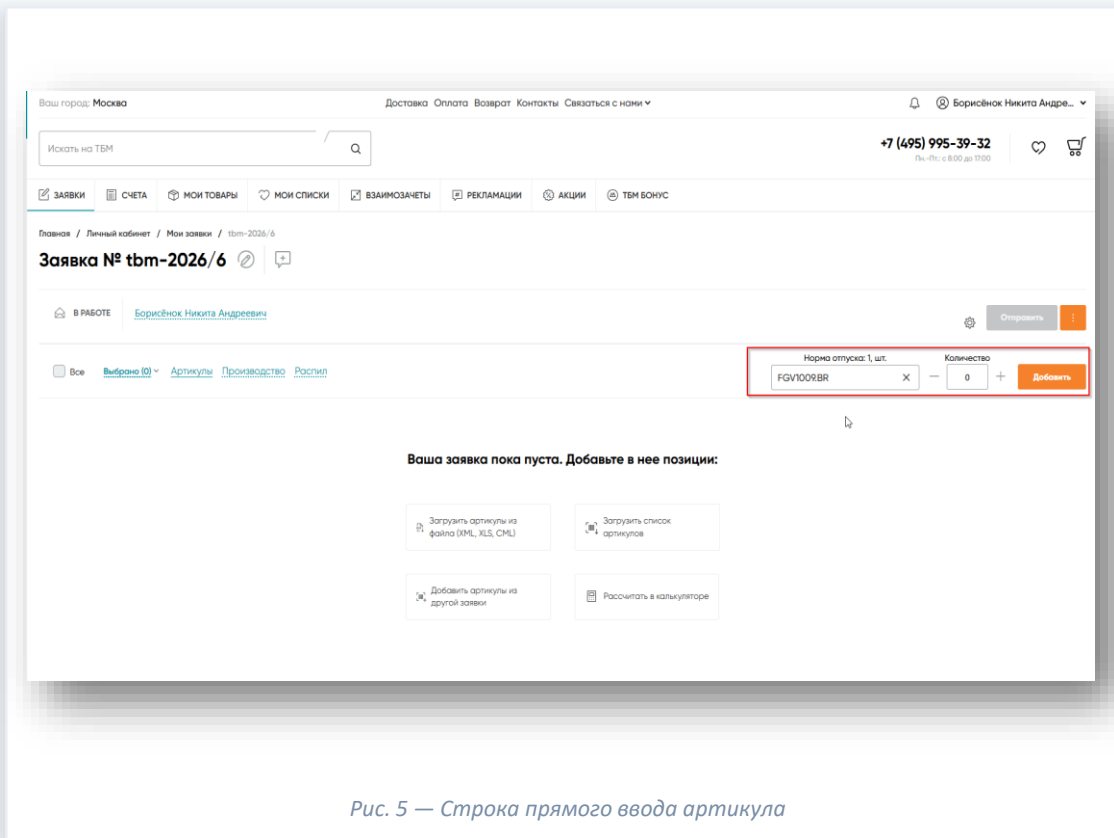 Ваш город: Москва
Доставка Оплата Возврат Контакты Связаться с нами
Борисёнок Никита Андре...
Искать на ТБМ
+7 (495) 995-39-32
Пн.-Пт.: с 8:00 до 17:00
ЗАЯВКИ СЧЕТА МОИ ТОВАРЫ МОИ СПИСКИ ВЗАИМОЗАЧЕТЫ РЕКЛАМАЦИИ АКЦИИ ТБМ БОНУС
Главная / Личный кабинет / Мои заявки / tbm-2026/6
Заявка № tbm-2026/6
В РАБОТЕ Борисёнок Никита Андреевич
Отправить
Норма отпуска: 1, шт. Количество
Все Выбрано (0) Артикулы Производство Распил
FGV1009.BR 0 Добавить
Ваша заявка пока пуста. Добавьте в нее позиции:
Загрузить артикулы из
файла (XML, XLS, CML)
Загрузить список
артикулов
Добавить артикулы из
другой заявки
Рассчитать в калькуляторе
Рис. 5 — Строка прямого ввода артикула